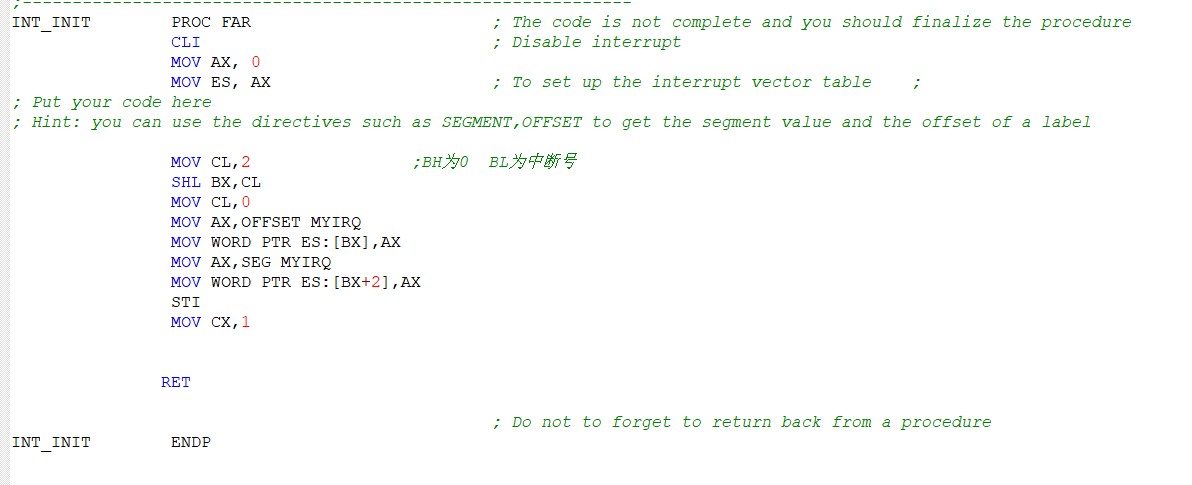 ;-------------------------------------------------------------
INT_INIT PROC FAR ; The code is not complete and you should finalize the procedure
CLI ; Disable interrupt
MOV AX, 0
MOV ES, AX ; To set up the interrupt vector table ;
; Put your code here
; Hint: you can use the directives such as SEGMENT,OFFSET to get the segment value and the offset of a label
MOV CL,2 ;BH为0 BL为中断号
SHL BX,CL
MOV CL,0
MOV AX,OFFSET MYIRQ
MOV WORD PTR ES:[BX],AX
MOV AX,SEG MYIRQ
MOV WORD PTR ES:[BX+2],AX
STI
MOV CX,1
RET
; Do not to forget to return back from a procedure
INT_INIT ENDP